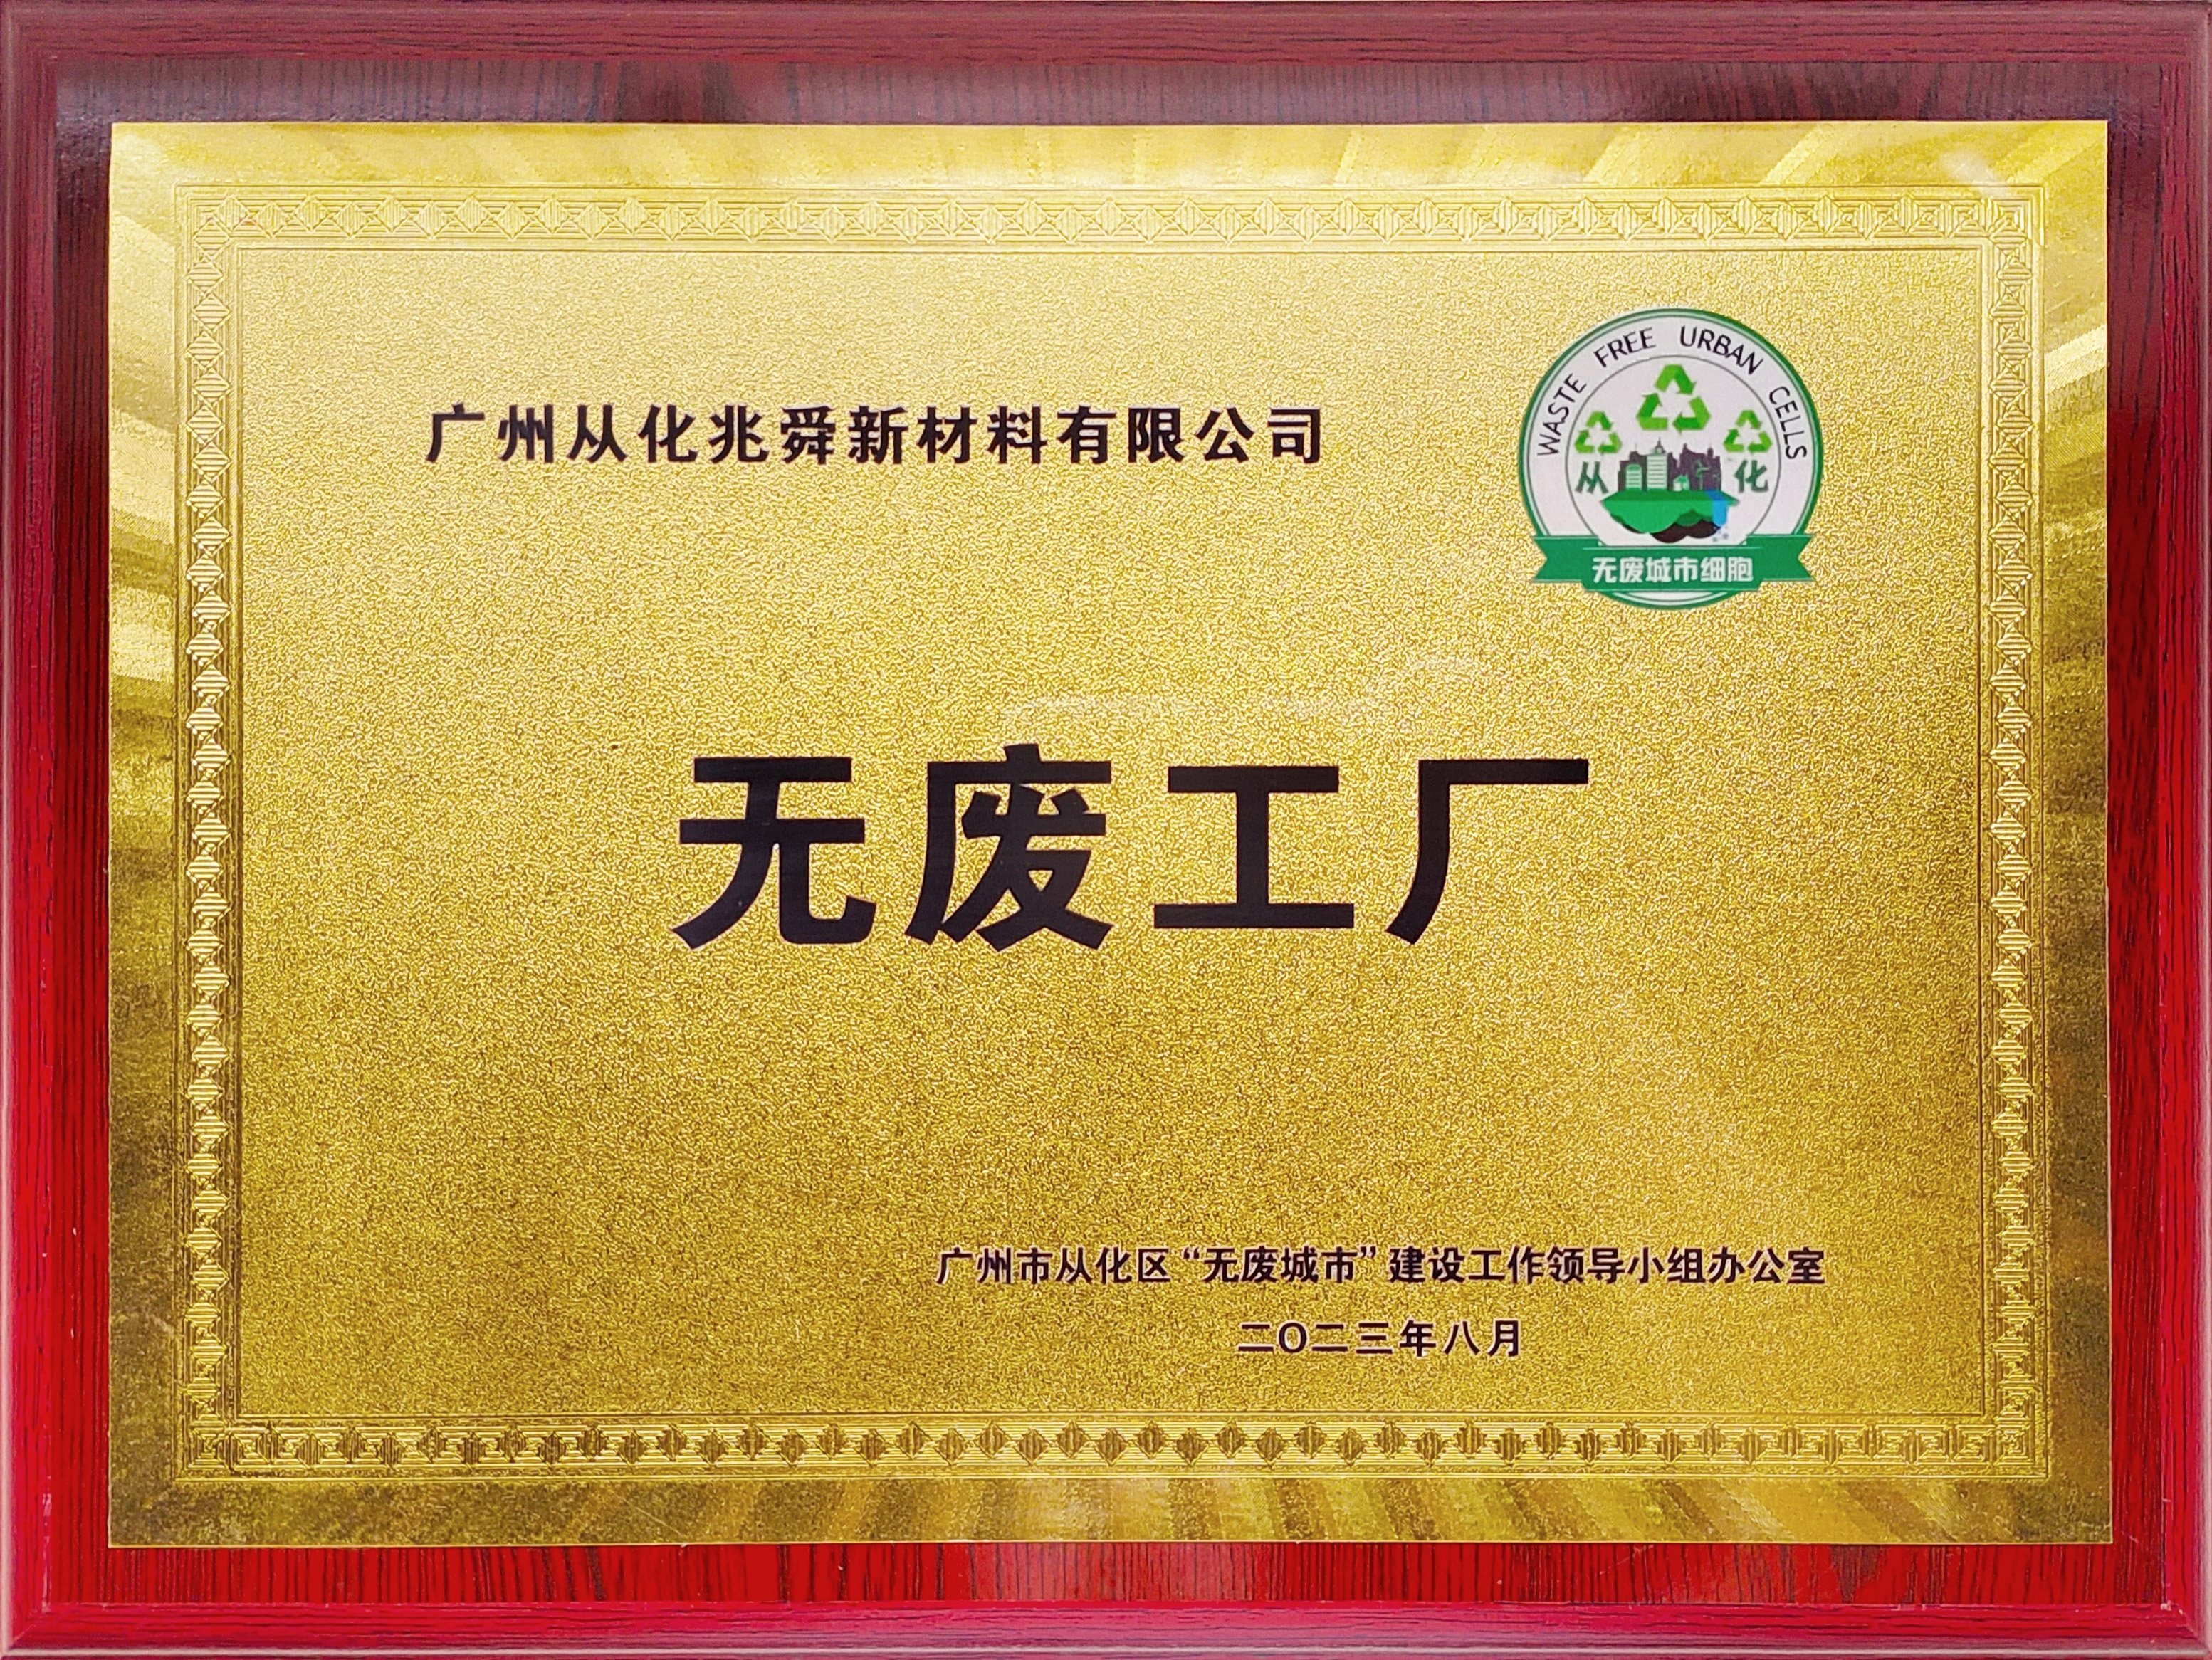 广州从化兆舜新材料有限公司
WASTE FREE URBAN CELLS
从 化
无废城市细胞
无废工厂
广州市从化区“无废城市”建设工作领导小组办公室
二〇二三年八月